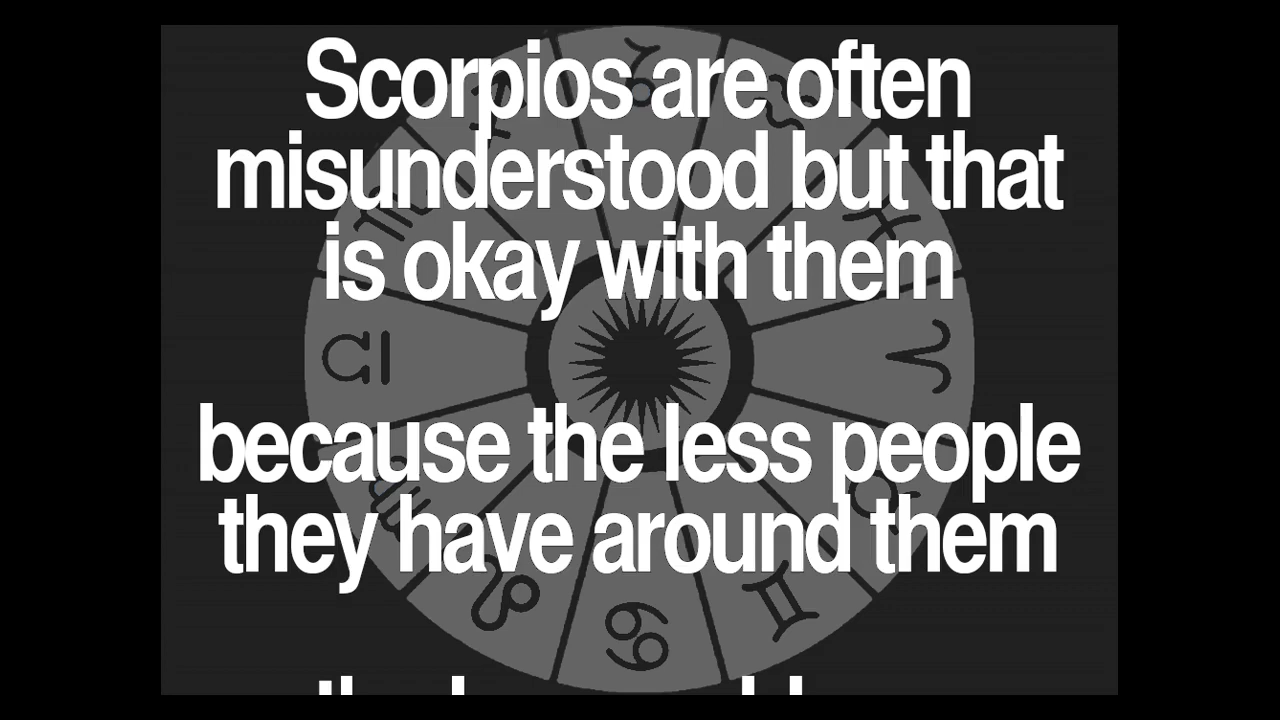 Scorpios are often
misunderstood but that
is okay with them
because the less people
they have around them